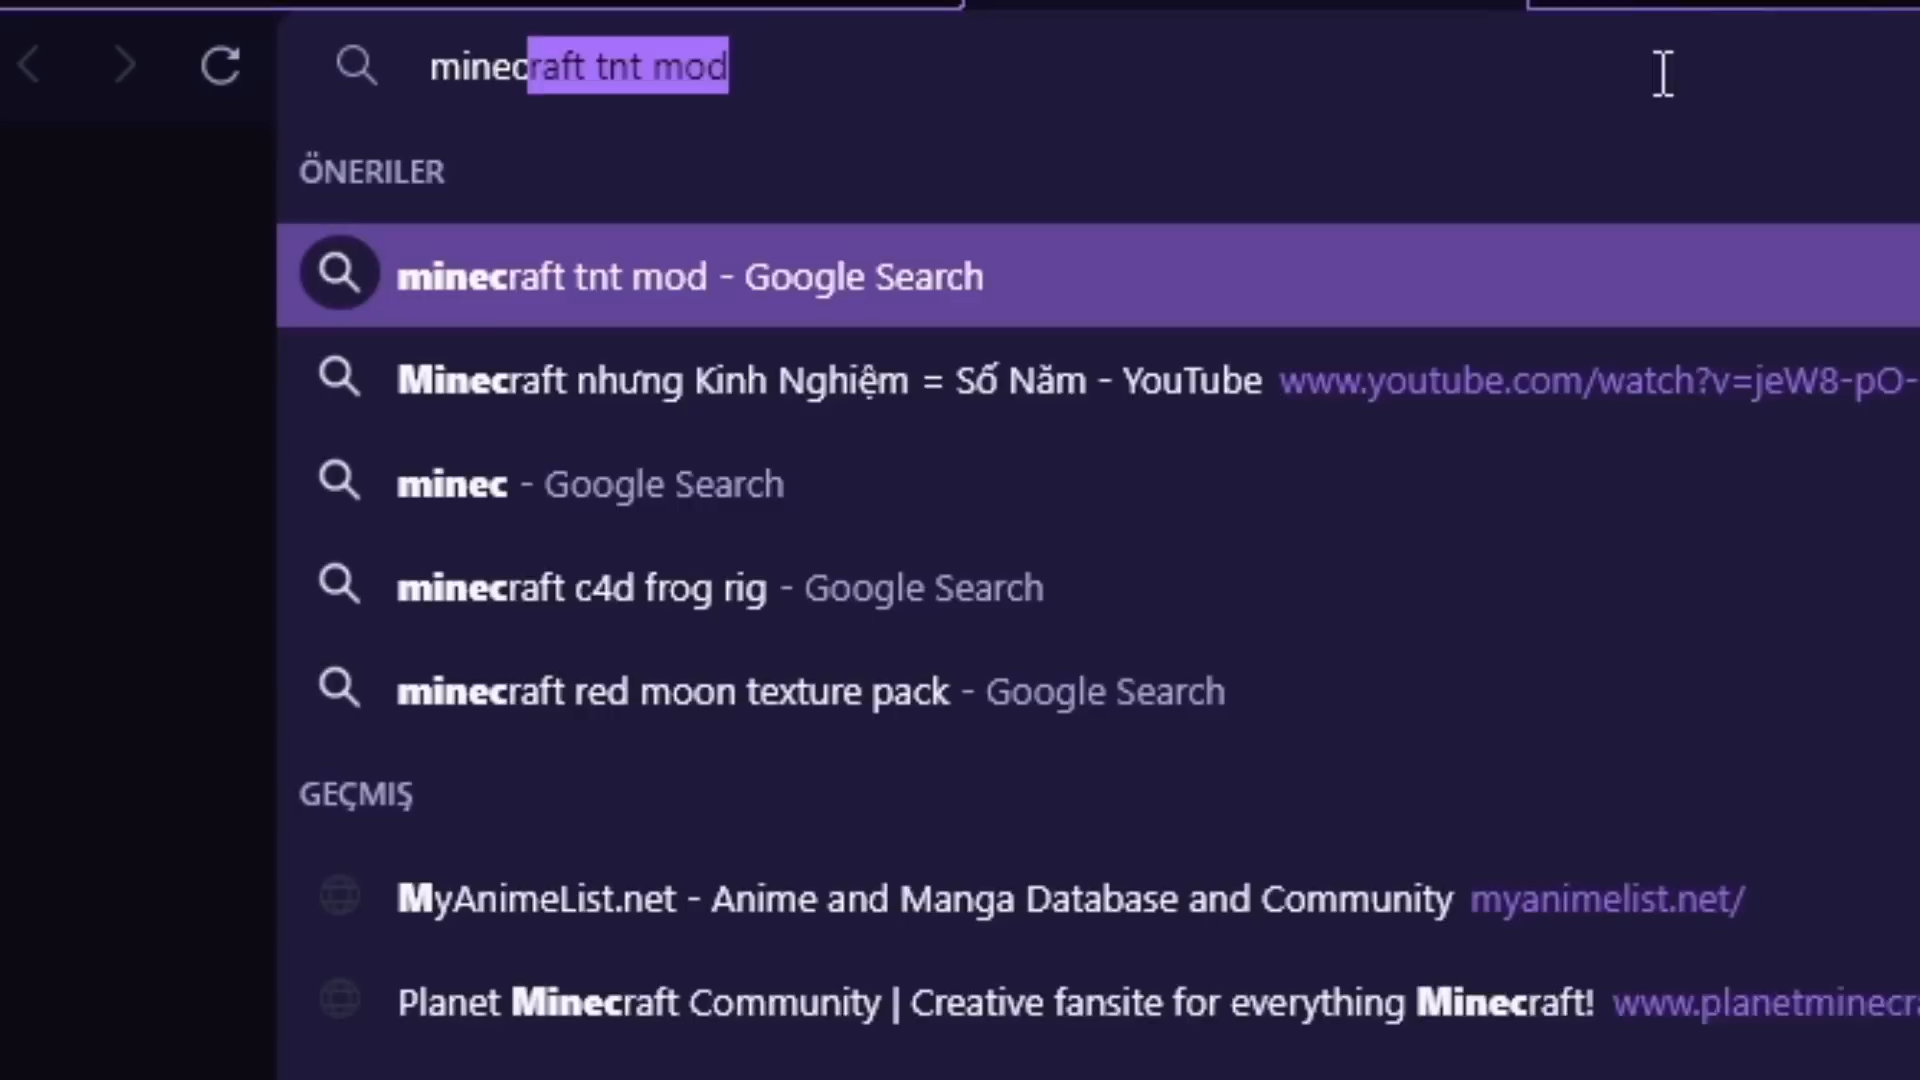 minecraft tnt mod
ÖNERILER
minecraft tnt mod - Google Search
Minecraft nhưng Kinh Nghiệm = Số Năm - YouTube www.youtube.com/watch?v=jeW8-pO-
minec - Google Search
minecraft c4d frog rig - Google Search
minecraft red moon texture pack - Google Search
GEÇMIŞ
MyAnimeList.net - Anime and Manga Database and Community myanimelist.net/
Planet Minecraft Community | Creative fansite for everything Minecraft! www.planetminecra